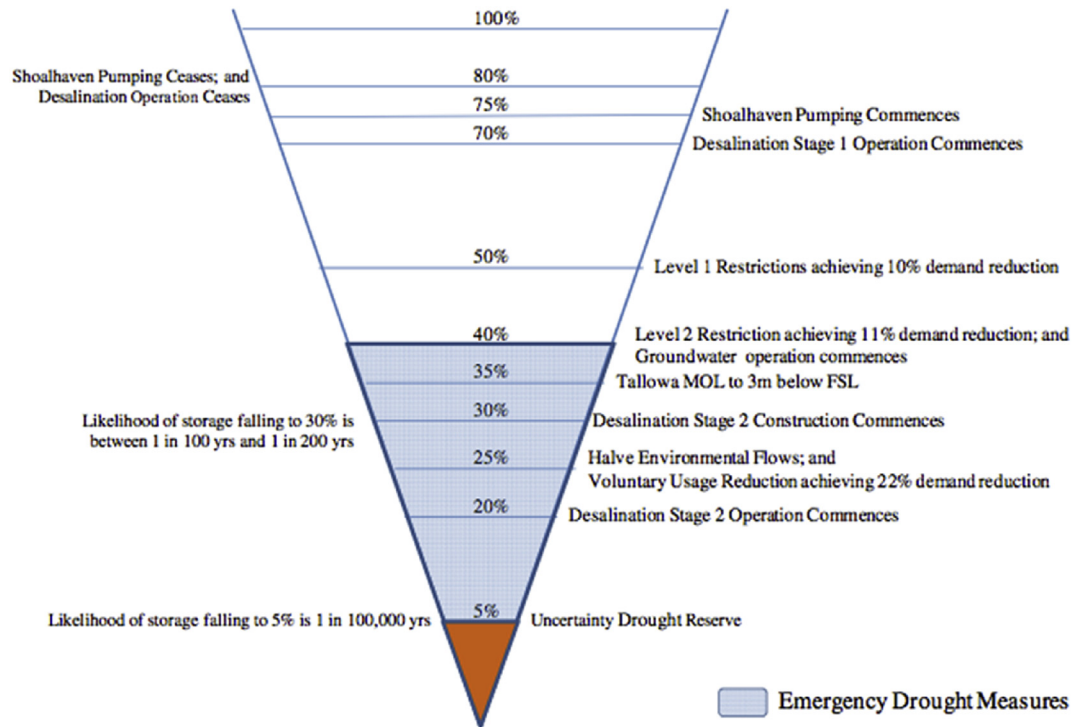 100%
Shoalhaven Pumping Ceases; and
Desalination Operation Ceases
80%
75%
Shoalhaven Pumping Commences
70%
Desalination Stage 1 Operation Commences
50%
Level 1 Restrictions achieving 10% demand reduction
40%
Level 2 Restriction achieving 11% demand reduction; and
Groundwater operation commences
35%
Tallowa MOL to 3m below FSL
Likelihood of storage falling to 30% is
between 1 in 100 yrs and 1 in 200 yrs
30%
Desalination Stage 2 Construction Commences
25%
Halve Environmental Flows; and
Voluntary Usage Reduction achieving 22% demand reduction
20%
Desalination Stage 2 Operation Commences
Likelihood of storage falling to 5% is 1 in 100,000 yrs
5%
Uncertainty Drought Reserve
Emergency Drought Measures